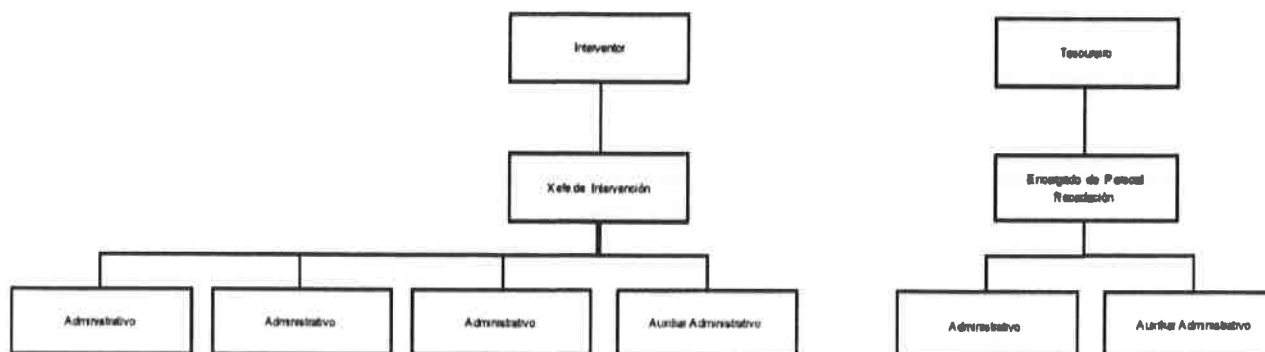 Interventor
Tesoureiro
Xefe de Intervención
Encargado de Persoal
Recadación
Administrativo
Administrativo
Administrativo
Auxiliar Administrativo
Administrativo
Auxiliar Administrativo